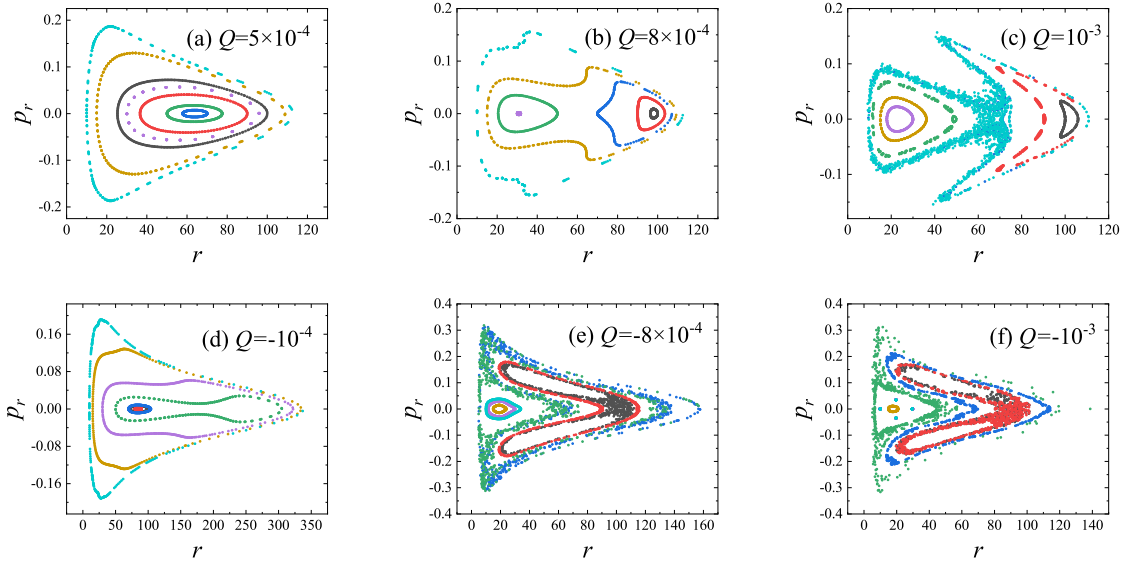 (a) Q=5×10⁻⁴
0.2
0.1
0.0
-0.1
-0.2
pᵣ
0 20 40 60 80 100 120
r
(b) Q=8×10⁻⁴
0.2
0.1
0.0
-0.1
-0.2
pᵣ
0 20 40 60 80 100 120
r
(c) Q=10⁻³
0.1
0.0
-0.1
pᵣ
0 20 40 60 80 100 120
r
(d) Q=-10⁻⁴
0.16
0.08
0.00
-0.08
-0.16
pᵣ
0 50 100 150 200 250 300 350
r
(e) Q=-8×10⁻⁴
0.4
0.3
0.2
0.1
0.0
-0.1
-0.2
-0.3
-0.4
pᵣ
0 20 40 60 80 100 120 140 160
r
(f) Q=-10⁻³
0.4
0.3
0.2
0.1
0.0
-0.1
-0.2
-0.3
-0.4
pᵣ
0 20 40 60 80 100 120 140
r